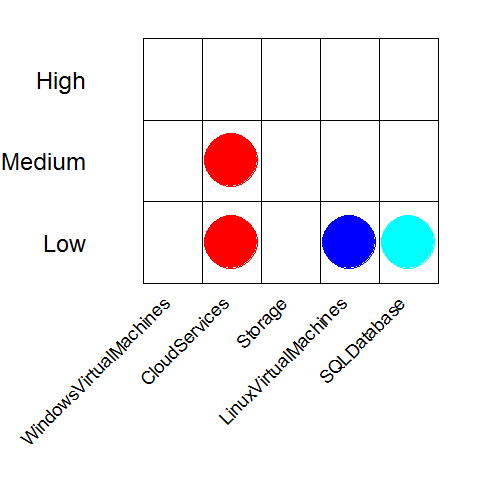 High
Medium
Low
WindowsVirtualMachines
CloudServices
Storage
LinuxVirtualMachines
SQLDatabase